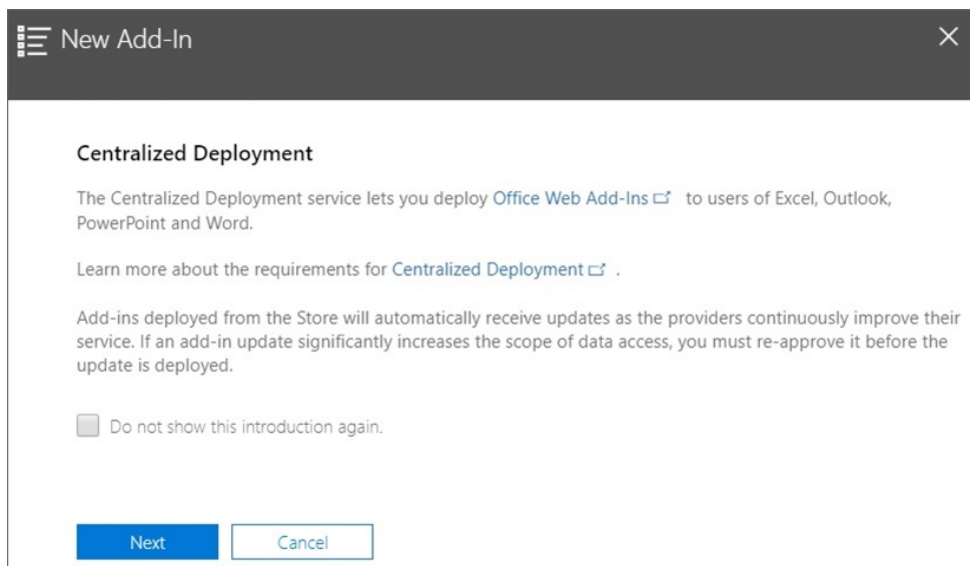 New Add-In
Centralized Deployment
The Centralized Deployment service lets you deploy Office Web Add-Ins to users of Excel, Outlook,
PowerPoint and Word.
Learn more about the requirements for Centralized Deployment .
Add-ins deployed from the Store will automatically receive updates as the providers continuously improve their
service. If an add-in update significantly increases the scope of data access, you must re-approve it before the
update is deployed.
Do not show this introduction again.
Next Cancel